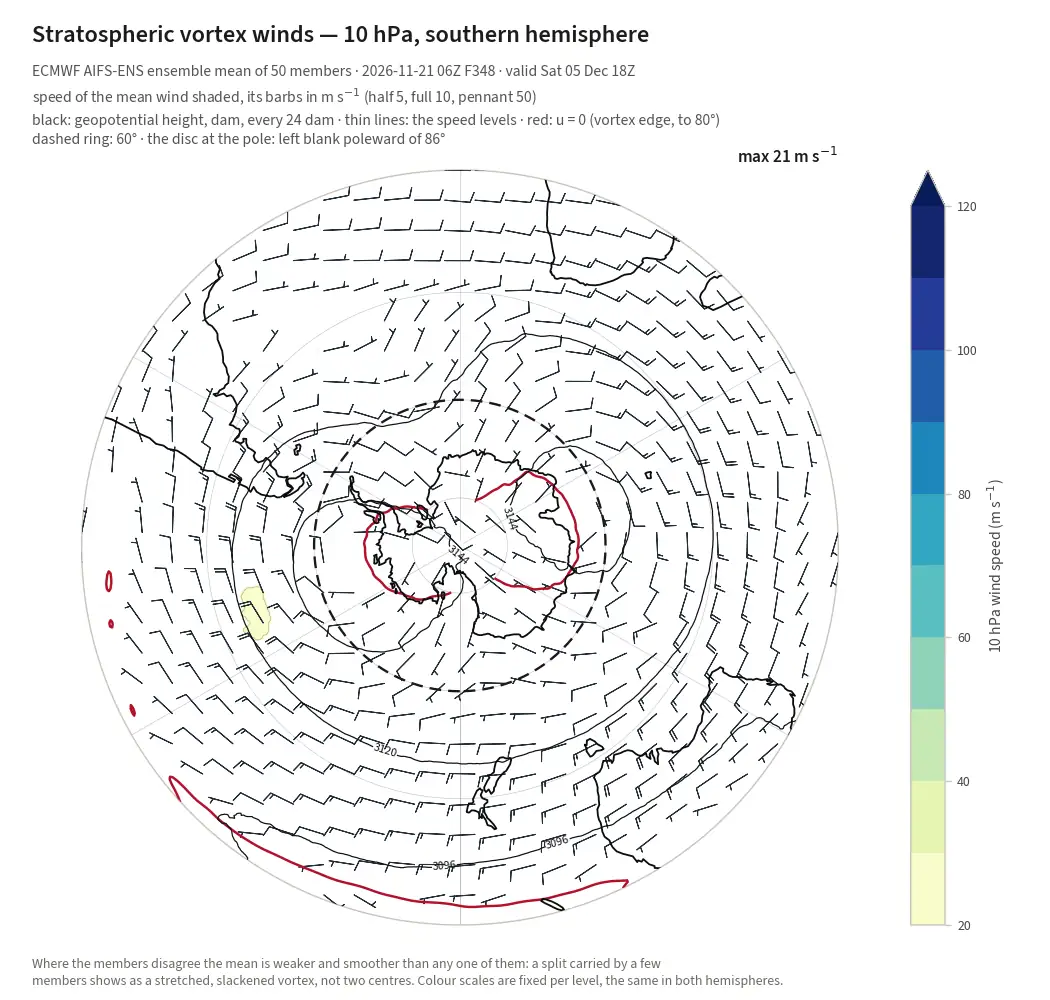 Stratospheric vortex winds — 10 hPa, southern hemisphere
ECMWF AIFS-ENS ensemble mean of 50 members · 2026-11-21 06Z F348 · valid Sat 05 Dec 18Z
speed of the mean wind shaded, its barbs in m s⁻¹ (half 5, full 10, pennant 50)
black: geopotential height, dam, every 24 dam · thin lines: the speed levels · red: u = 0 (vortex edge, to 80°)
dashed ring: 60° · the disc at the pole: left blank poleward of 86°
max 21 m s⁻¹
120
100
80
60
40
20
10 hPa wind speed (m s⁻¹)
3144
3144
3120
3096
3096
Where the members disagree the mean is weaker and smoother than any one of them: a split carried by a few
members shows as a stretched, slackened vortex, not two centres. Colour scales are fixed per level, the same in both hemispheres.